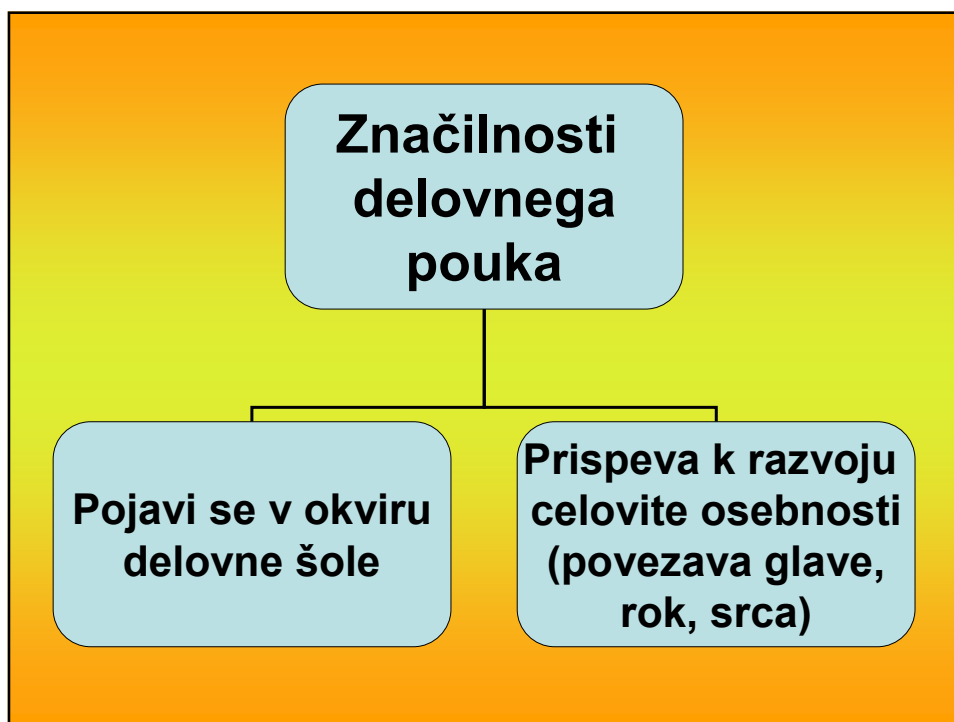 Značilnosti
delovnega
pouka
Pojavi se v okviru
delovne šole
Prispeva k razvoju
celovite osebnosti
(povezava glave,
rok, srca)